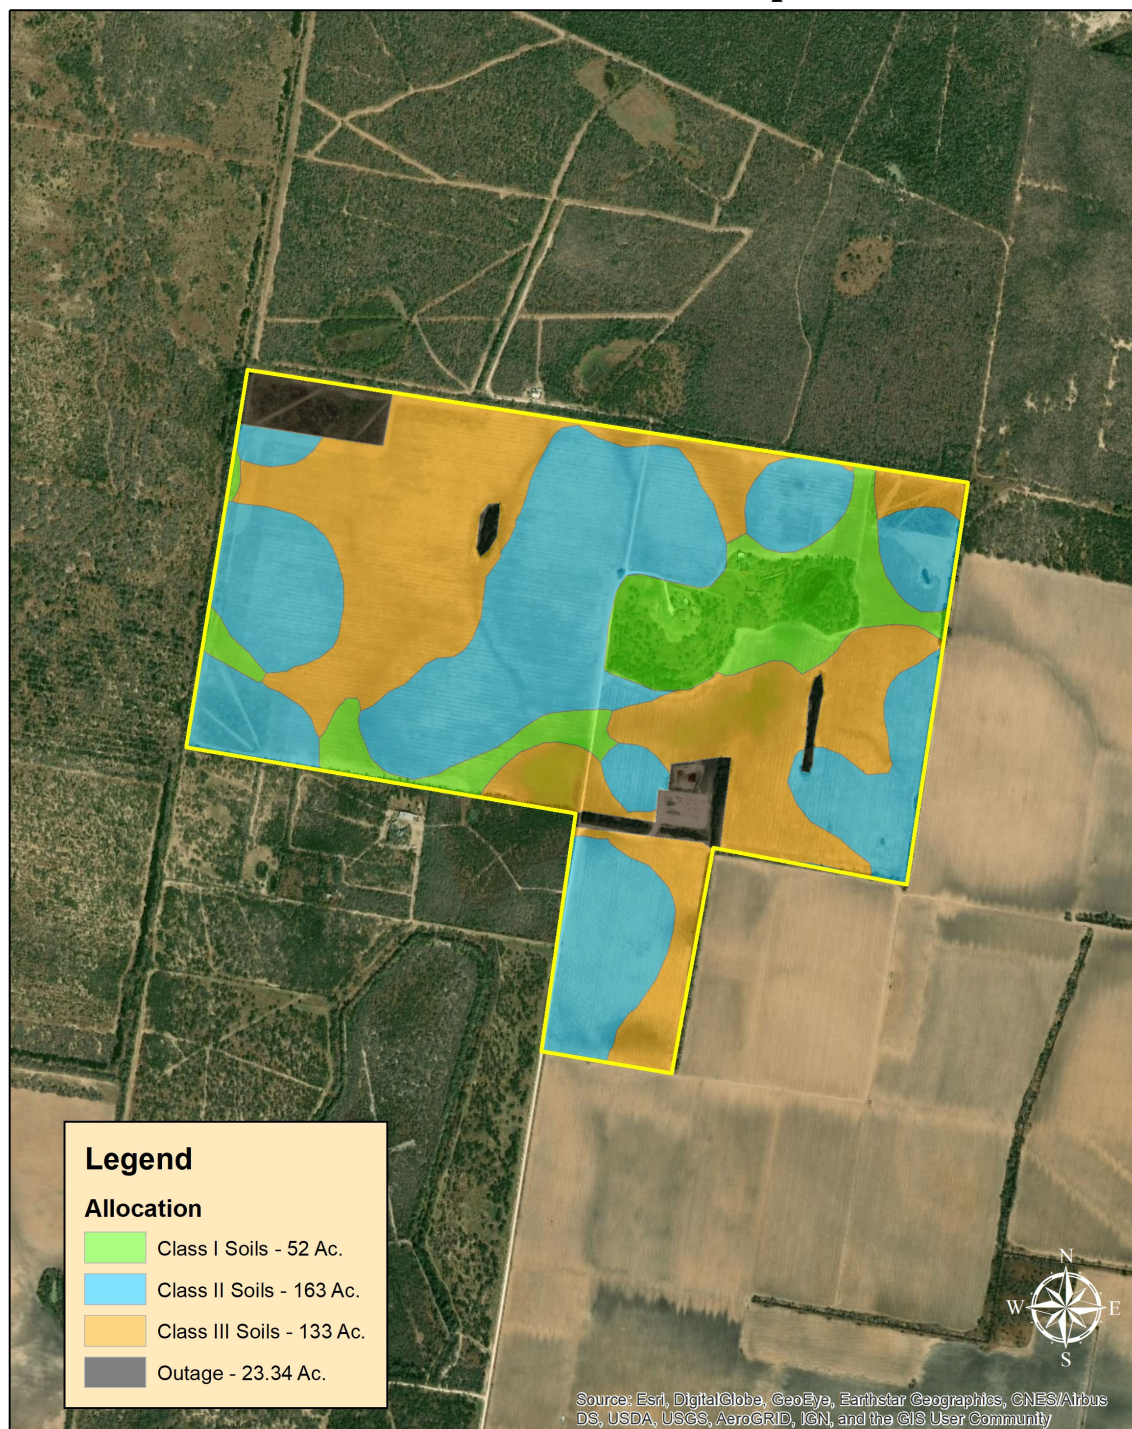 Legend
Allocation
Class I Soils - 52 Ac.
Class II Soils - 163 Ac.
Class III Soils - 133 Ac.
Outage - 23.34 Ac.
N
W
E
S
Source: Esri, DigitalGlobe, GeoEye, Earthstar Geographics, CNES/Airbus
DS, USDA, USGS, AeroGRID, IGN, and the GIS User Community